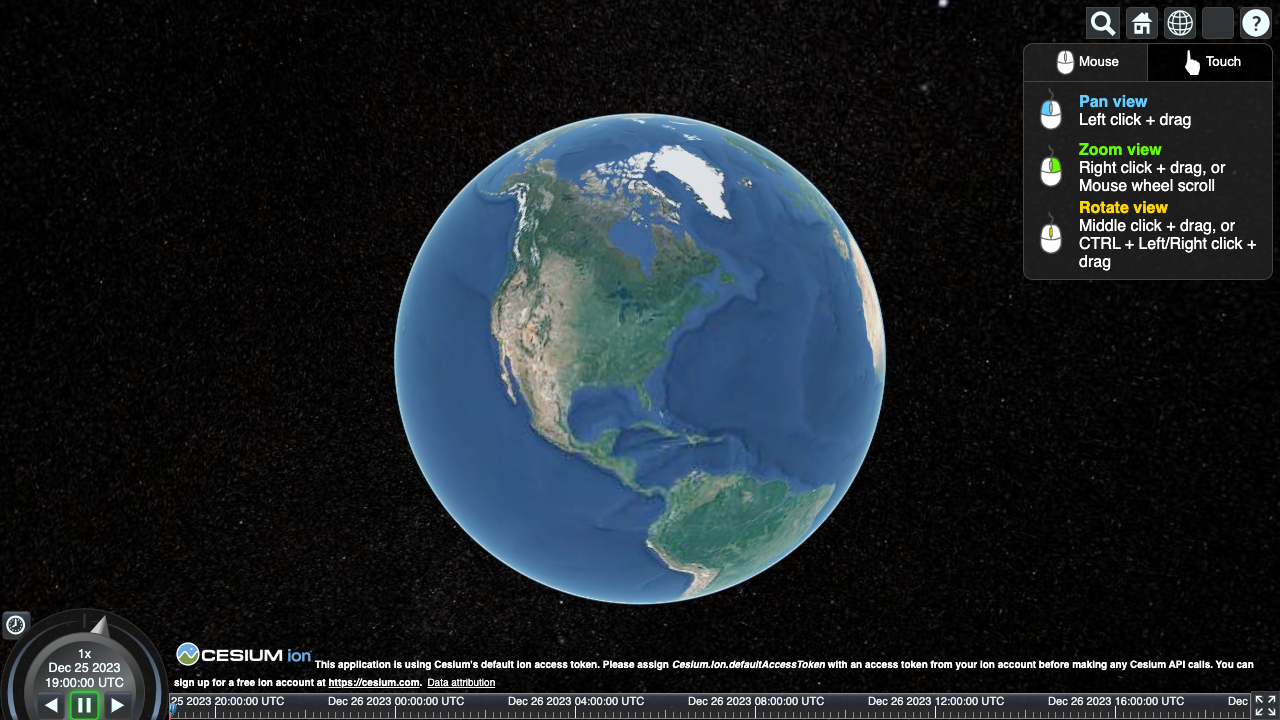 ?
Mouse
Touch
Pan view
Left click + drag
Zoom view
Right click + drag, or
Mouse wheel scroll
Rotate view
Middle click + drag, or
CTRL + Left/Right click +
drag
1x
Dec 25 2023
19:00:00 UTC
CESIUM ion
This application is using Cesium's default ion access token. Please assign Cesium.Ion.defaultAccessToken with an access token from your ion account before making any Cesium API calls. You can
sign up for a free ion account at https://cesium.com. Data attribution
25 2023 20:00:00 UTC Dec 26 2023 00:00:00 UTC Dec 26 2023 04:00:00 UTC Dec 26 2023 08:00:00 UTC Dec 26 2023 12:00:00 UTC Dec 26 2023 16:00:00 UTC Dec